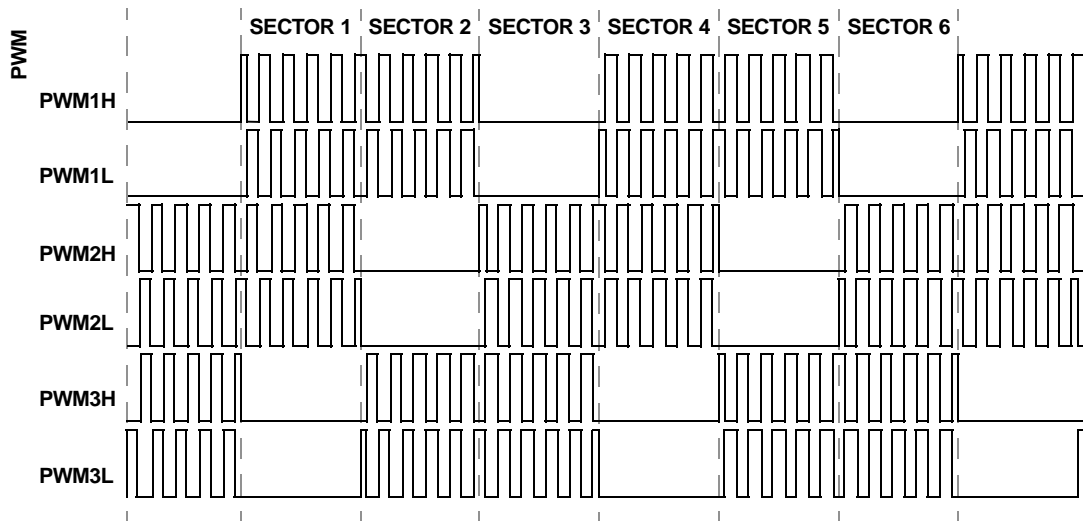 PWM
SECTOR 1 SECTOR 2 SECTOR 3 SECTOR 4 SECTOR 5 SECTOR 6
PWM1H
PWM1L
PWM2H
PWM2L
PWM3H
PWM3L